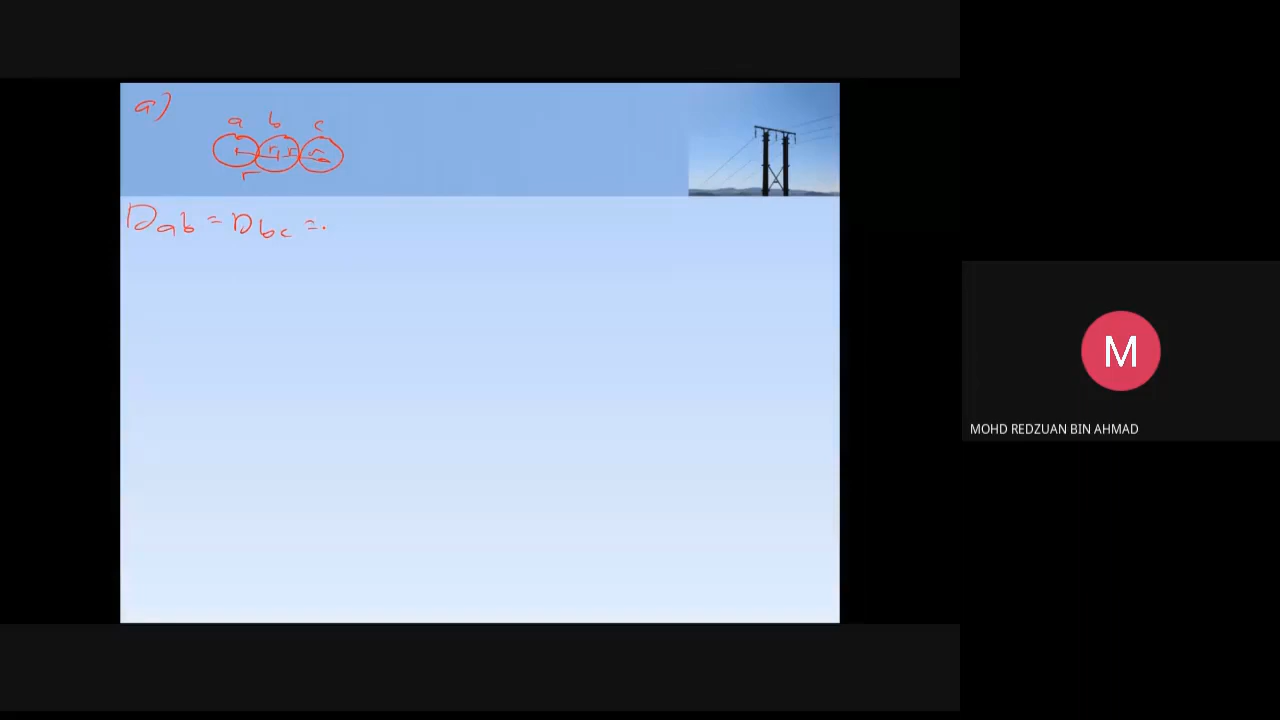 a)
a b c
r r r r
r
Dab = Dbc =
M
MOHD REDZUAN BIN AHMAD